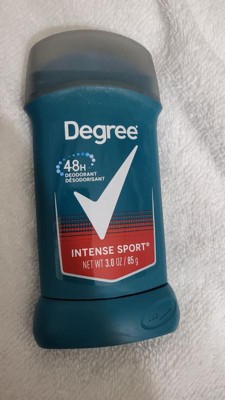 Degree®
48H
DEODORANT
DÉSODORISANT
INTENSE SPORT®
NET WT 3.0 OZ / 85 g